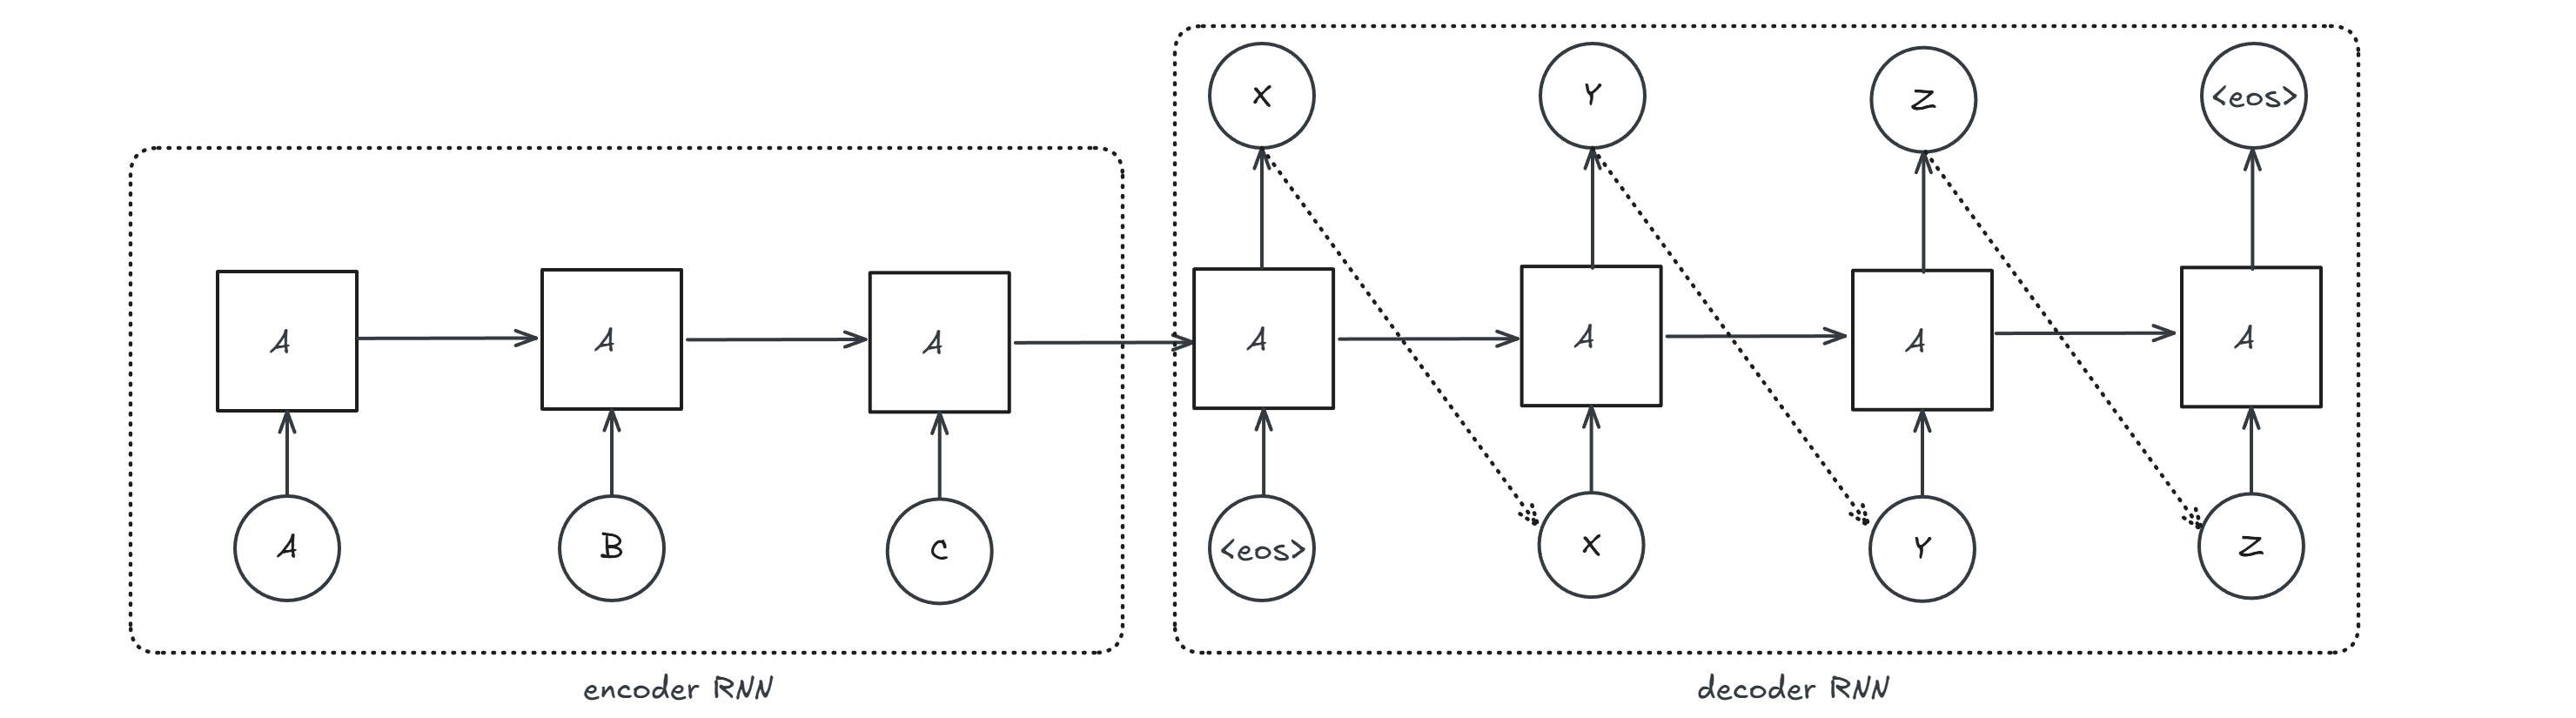 X Y Z <eos>
A A A A A A A
A B C <eos> X Y Z
encoder RNN decoder RNN